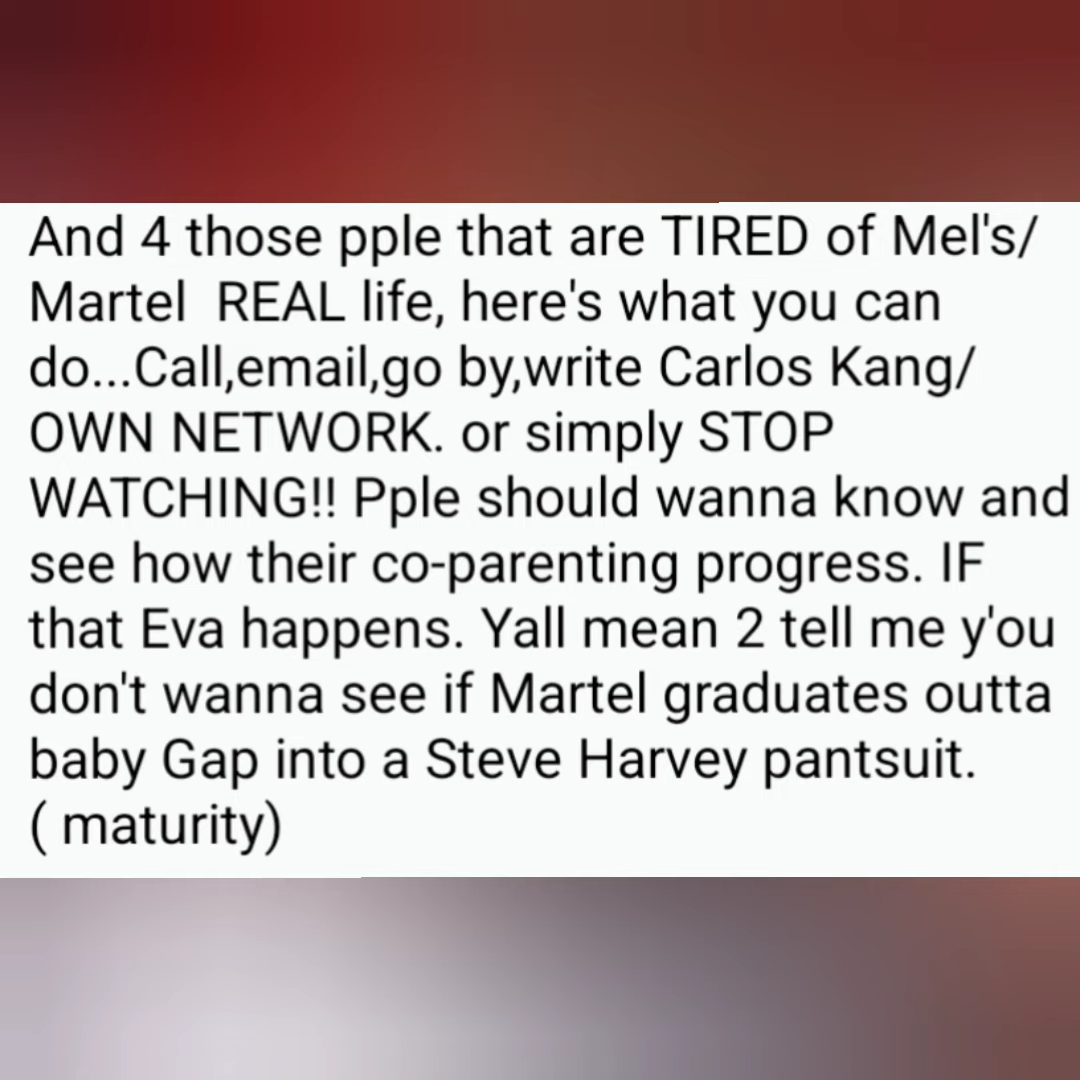 And 4 those pple that are TIRED of Mel's/
Martel  REAL life, here's what you can
do...Call,email,go by,write Carlos Kang/
OWN NETWORK. or simply STOP
WATCHING!! Pple should wanna know and
see how their co-parenting progress. IF
that Eva happens. Yall mean 2 tell me y'ou
don't wanna see if Martel graduates outta
baby Gap into a Steve Harvey pantsuit.
( maturity)